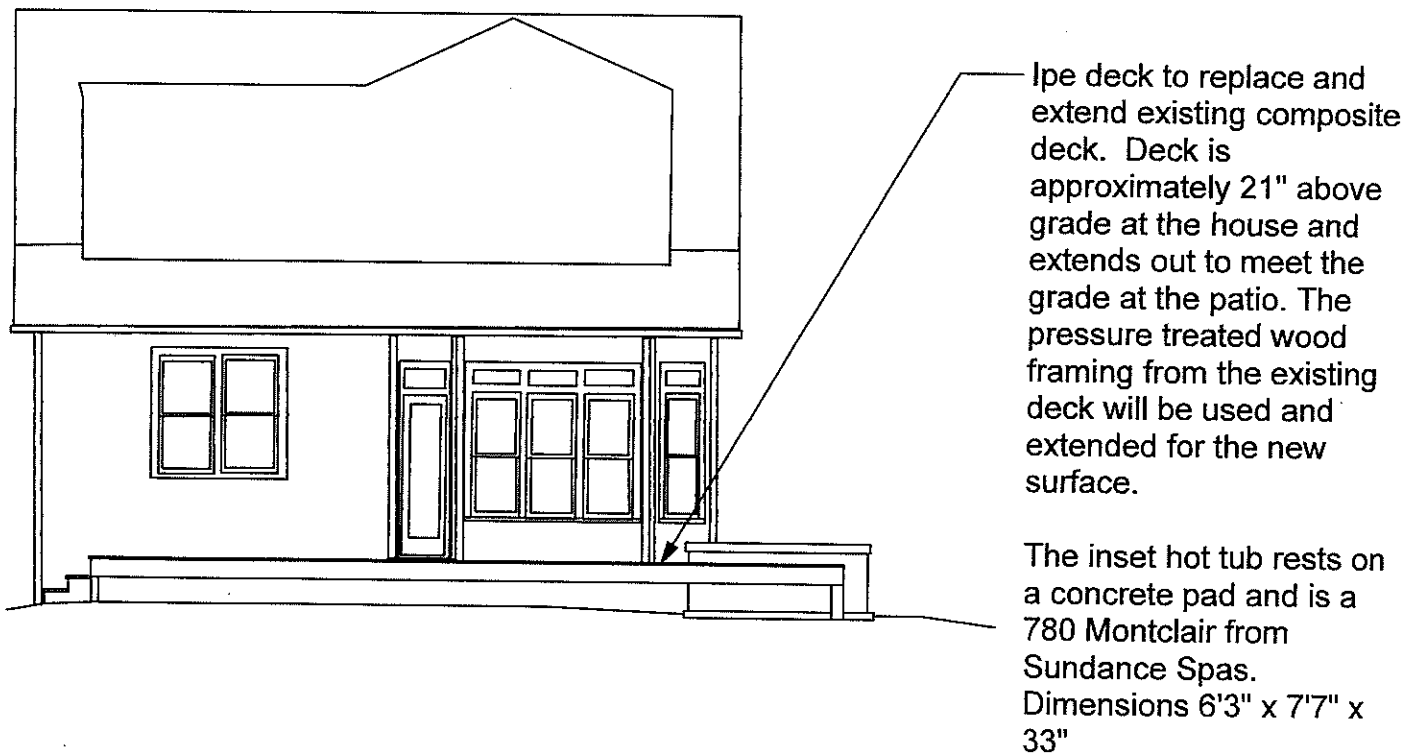 Ipe deck to replace and
extend existing composite
deck.  Deck is
approximately 21" above
grade at the house and
extends out to meet the
grade at the patio. The
pressure treated wood
framing from the existing
deck will be used and
extended for the new
surface.
The inset hot tub rests on
a concrete pad and is a
780 Montclair from
Sundance Spas.
Dimensions 6'3" x 7'7" x
33"